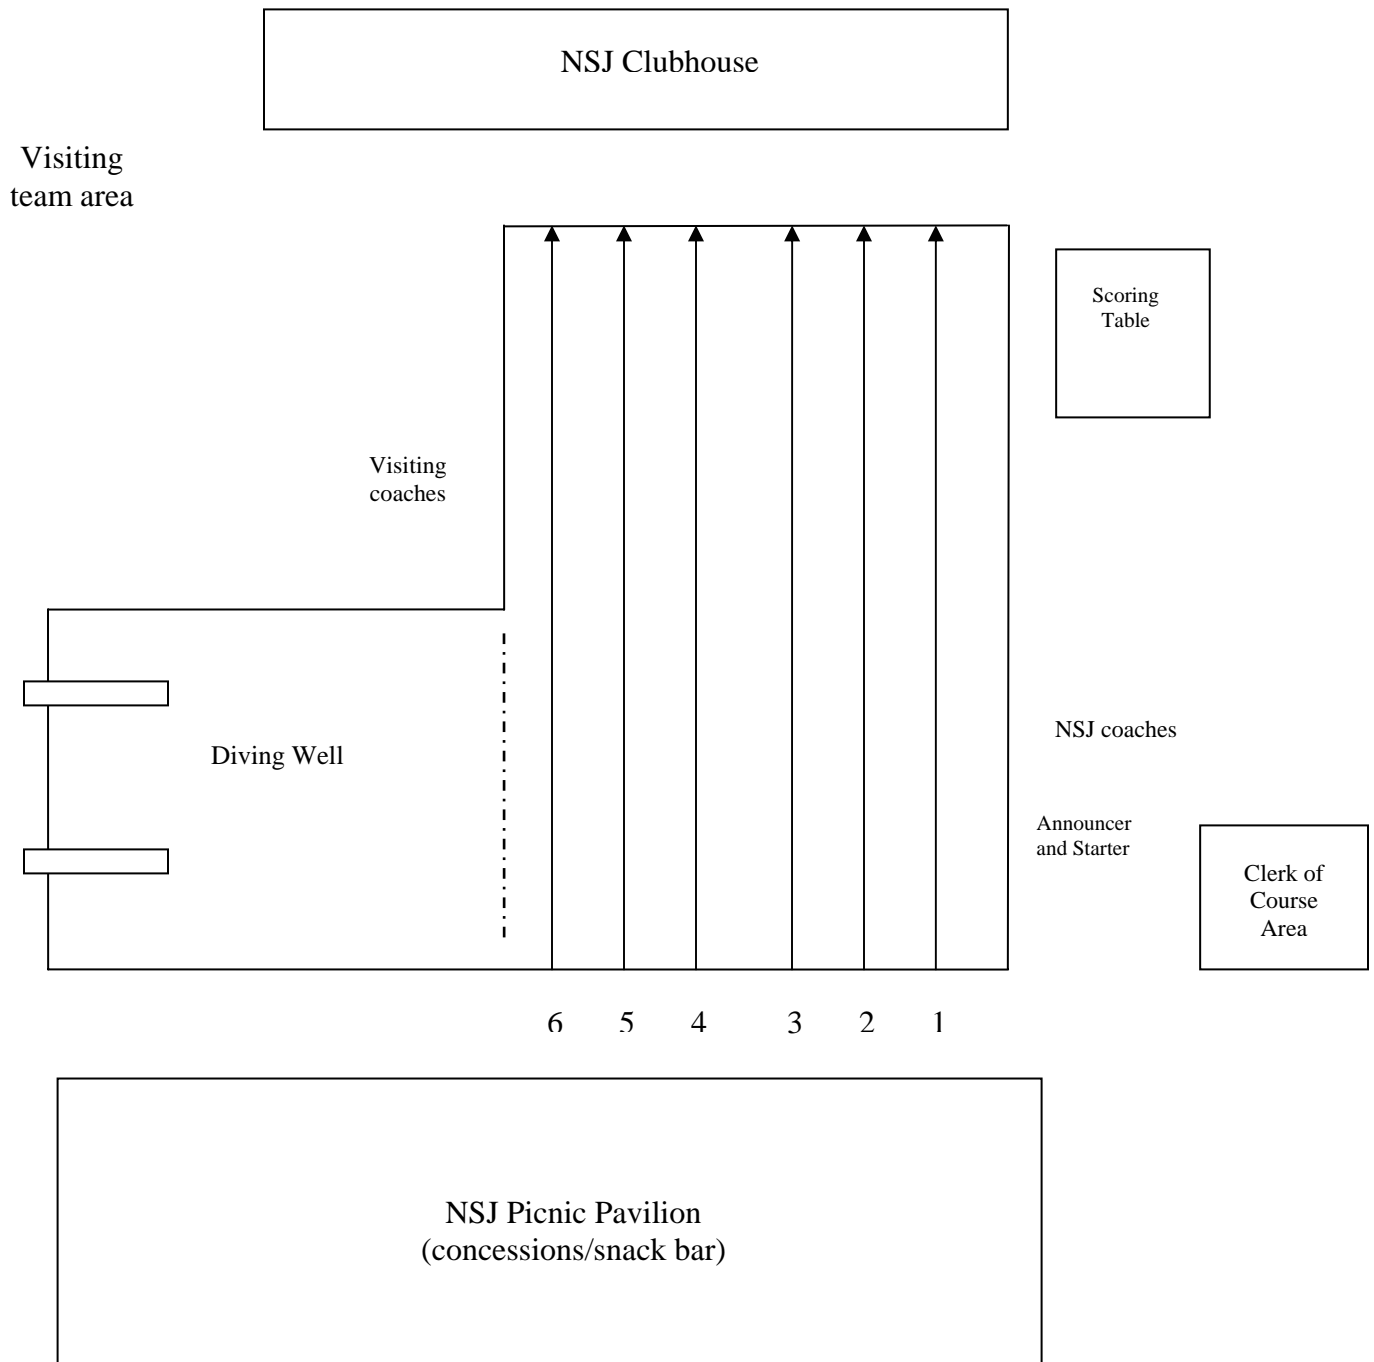 NSJ Clubhouse
Visiting
team area
Scoring
Table
Visiting
coaches
NSJ coaches
Diving Well
Announcer
and Starter
Clerk of
Course
Area
6 5 4 3 2 1
NSJ Picnic Pavilion
(concessions/snack bar)